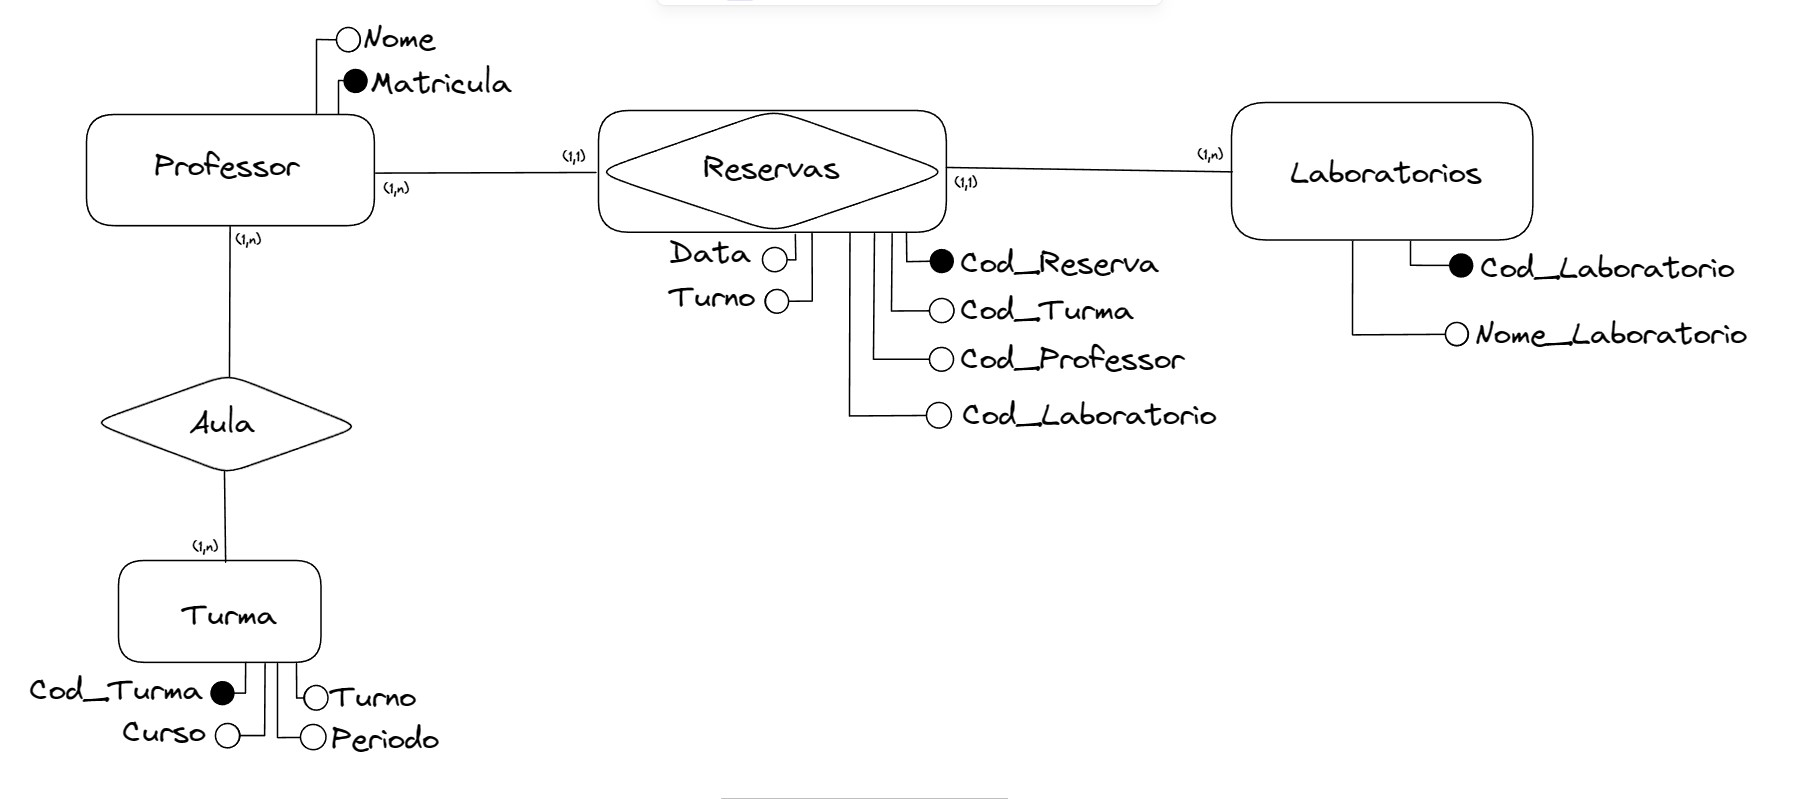 Nome
Matricula
Professor
(1,n)
(1,1)
Reservas
(1,1)
(1,n)
Laboratorios
(1,n)
Data
Turno
Cod_Reserva
Cod_Turma
Cod_Professor
Cod_Laboratorio
Cod_Laboratorio
Nome_Laboratorio
Aula
(1,n)
Turma
Cod_Turma
Turno
Curso
Periodo